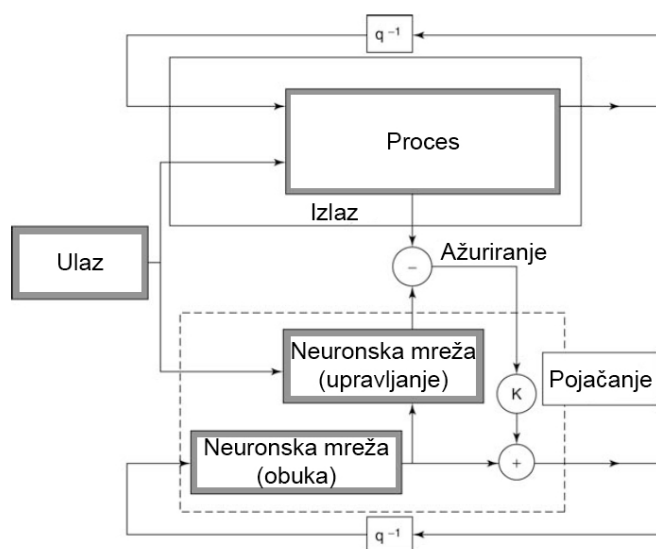 q⁻¹
Proces
Izlaz
Ulaz
−
Ažuriranje
Neuronska mreža
(upravljanje)
Pojačanje
K
Neuronska mreža
(obuka)
+
q⁻¹